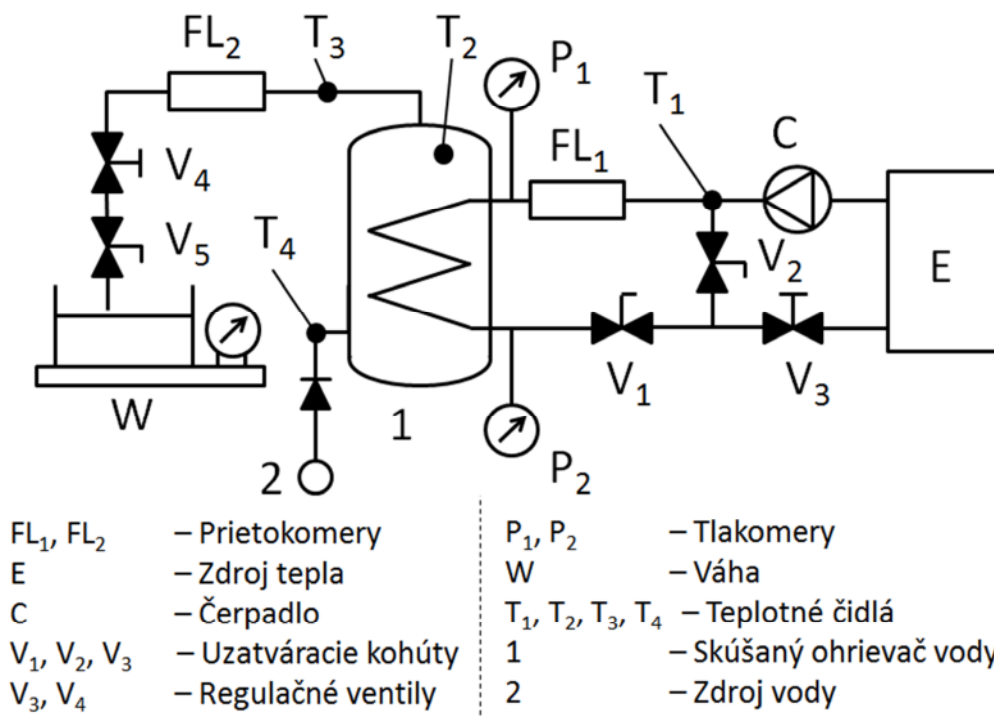 FL₂ T₃ T₂ P₁
T₁ C
FL₁
V₄
V₅ T₄ V₂ E
W 1 V₁ V₃
2 P₂
FL₁, FL₂ – Prietokomery
E – Zdroj tepla
C – Čerpadlo
V₁, V₂, V₃ – Uzatváracie kohúty
V₃, V₄ – Regulačné ventily
P₁, P₂ – Tlakomery
W – Váha
T₁, T₂, T₃, T₄ – Teplotné čidlá
1 – Skúšaný ohrievač vody
2 – Zdroj vody